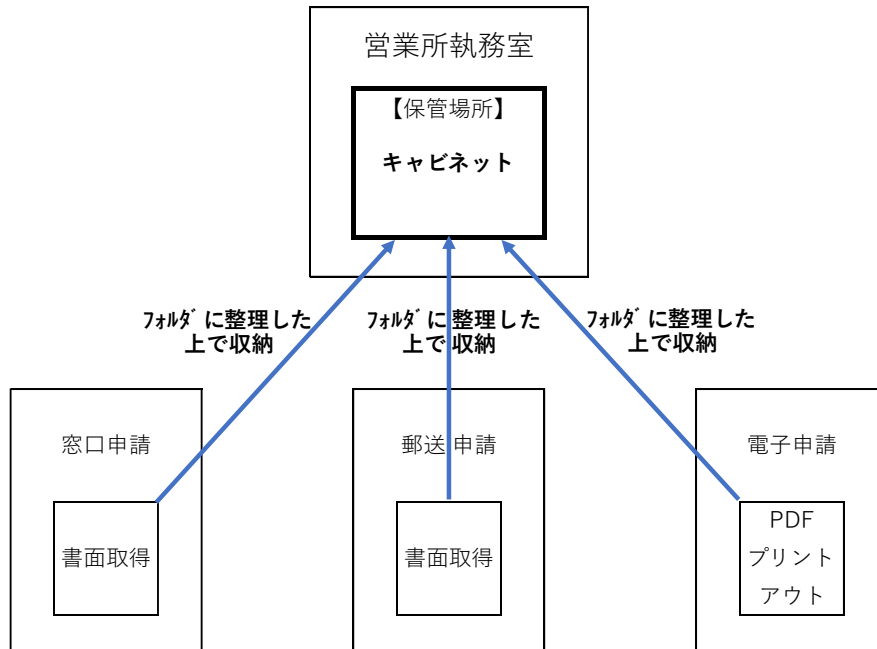 営業所執務室
【保管場所】
キャビネット
ﾌｫﾙﾀﾞに整理した
上で収納
ﾌｫﾙﾀﾞに整理した
上で収納
ﾌｫﾙﾀﾞに整理した
上で収納
窓口申請
書面取得
郵送申請
書面取得
電子申請
PDF
プリント
アウト